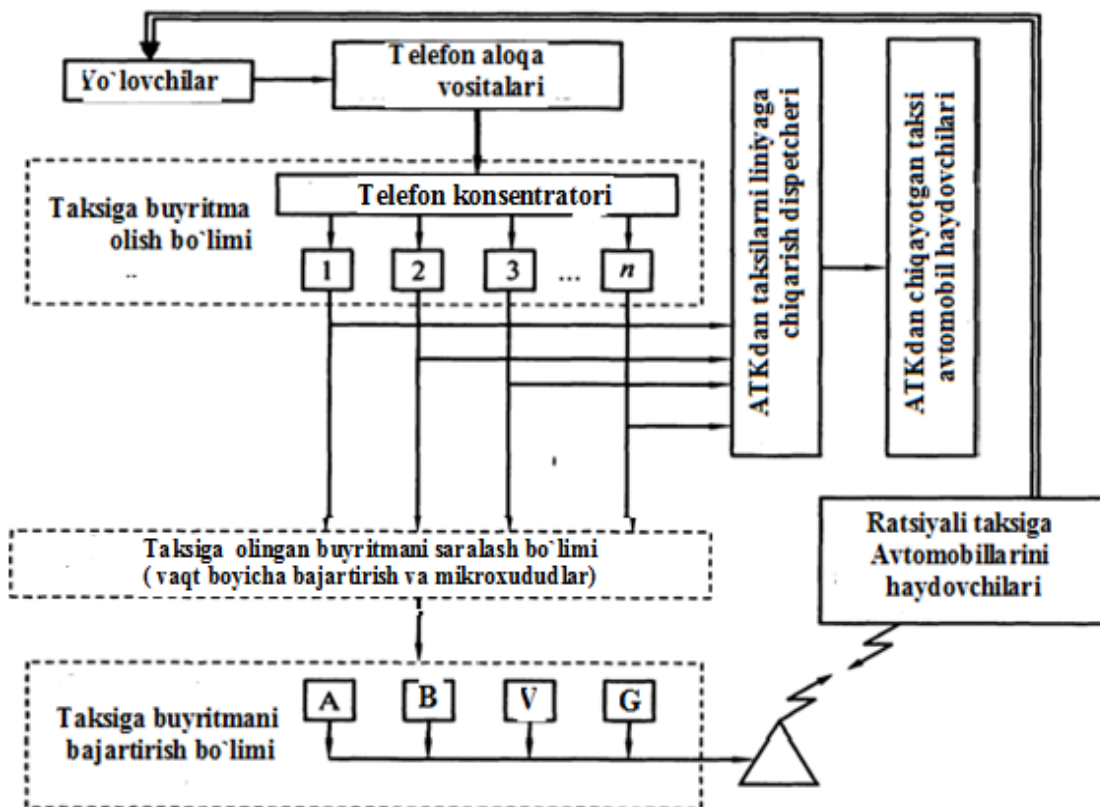 Yo`lovchilar
Telefon aloqa
vositalari
Taksiga buyritma
olish bo`limi
Telefon konsentratori
1 2 3 ... n
ATKdan taksilarni liniyaga
chiqarish dispetcheri
ATKdan chiqayotgan taksi
avtomobil haydovchilari
Taksiga olingan buyritmani saralash bo`limi
( vaqt boyicha bajartirish va mikroxududlar)
Ratsiyali taksiga
Avtomobillarini
haydovchilari
Taksiga buyritmani
bajartirish bo`limi
A B V G